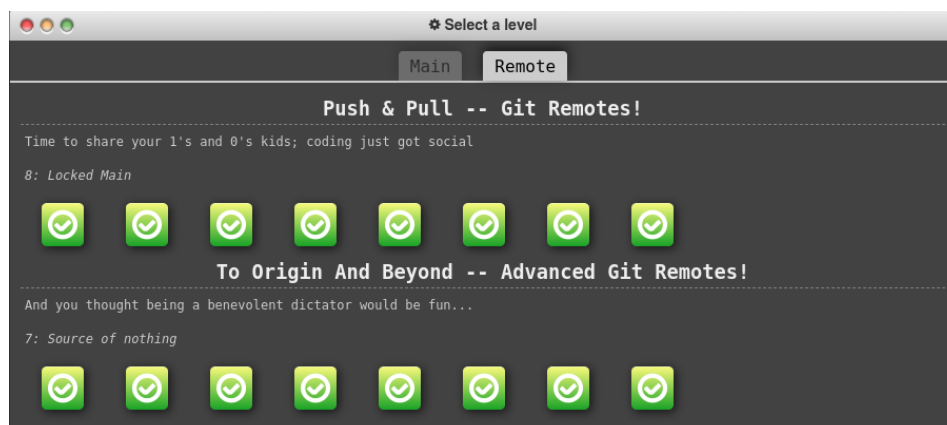 Select a level
Main
Remote
Push & Pull -- Git Remotes!
Time to share your 1's and 0's kids; coding just got social
8: Locked Main
To Origin And Beyond -- Advanced Git Remotes!
And you thought being a benevolent dictator would be fun...
7: Source of nothing